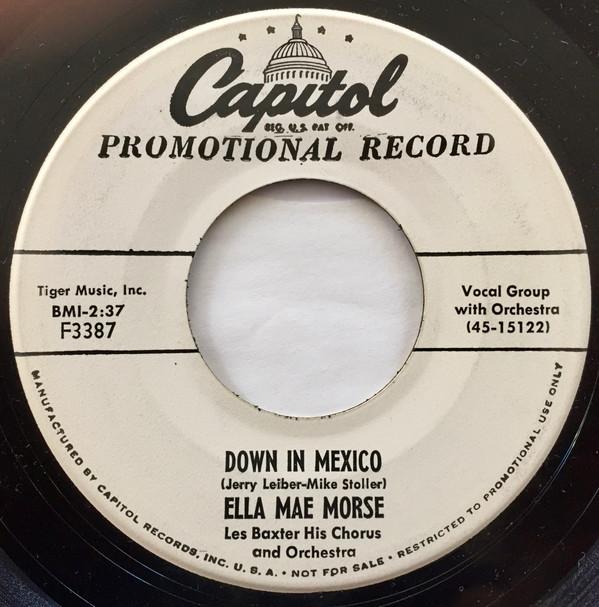 Capitol
REG. U.S. PAT. OFF.
PROMOTIONAL RECORD
Tiger Music, Inc.
BMI-2:37
F3387
Vocal Group
with Orchestra
(45-15122)
DOWN IN MEXICO
(Jerry Leiber-Mike Stoller)
ELLA MAE MORSE
Les Baxter His Chorus
and Orchestra
MANUFACTURED BY CAPITOL RECORDS, INC. U. S. A. • NOT FOR SALE • RESTRICTED TO PROMOTIONAL USE ONLY